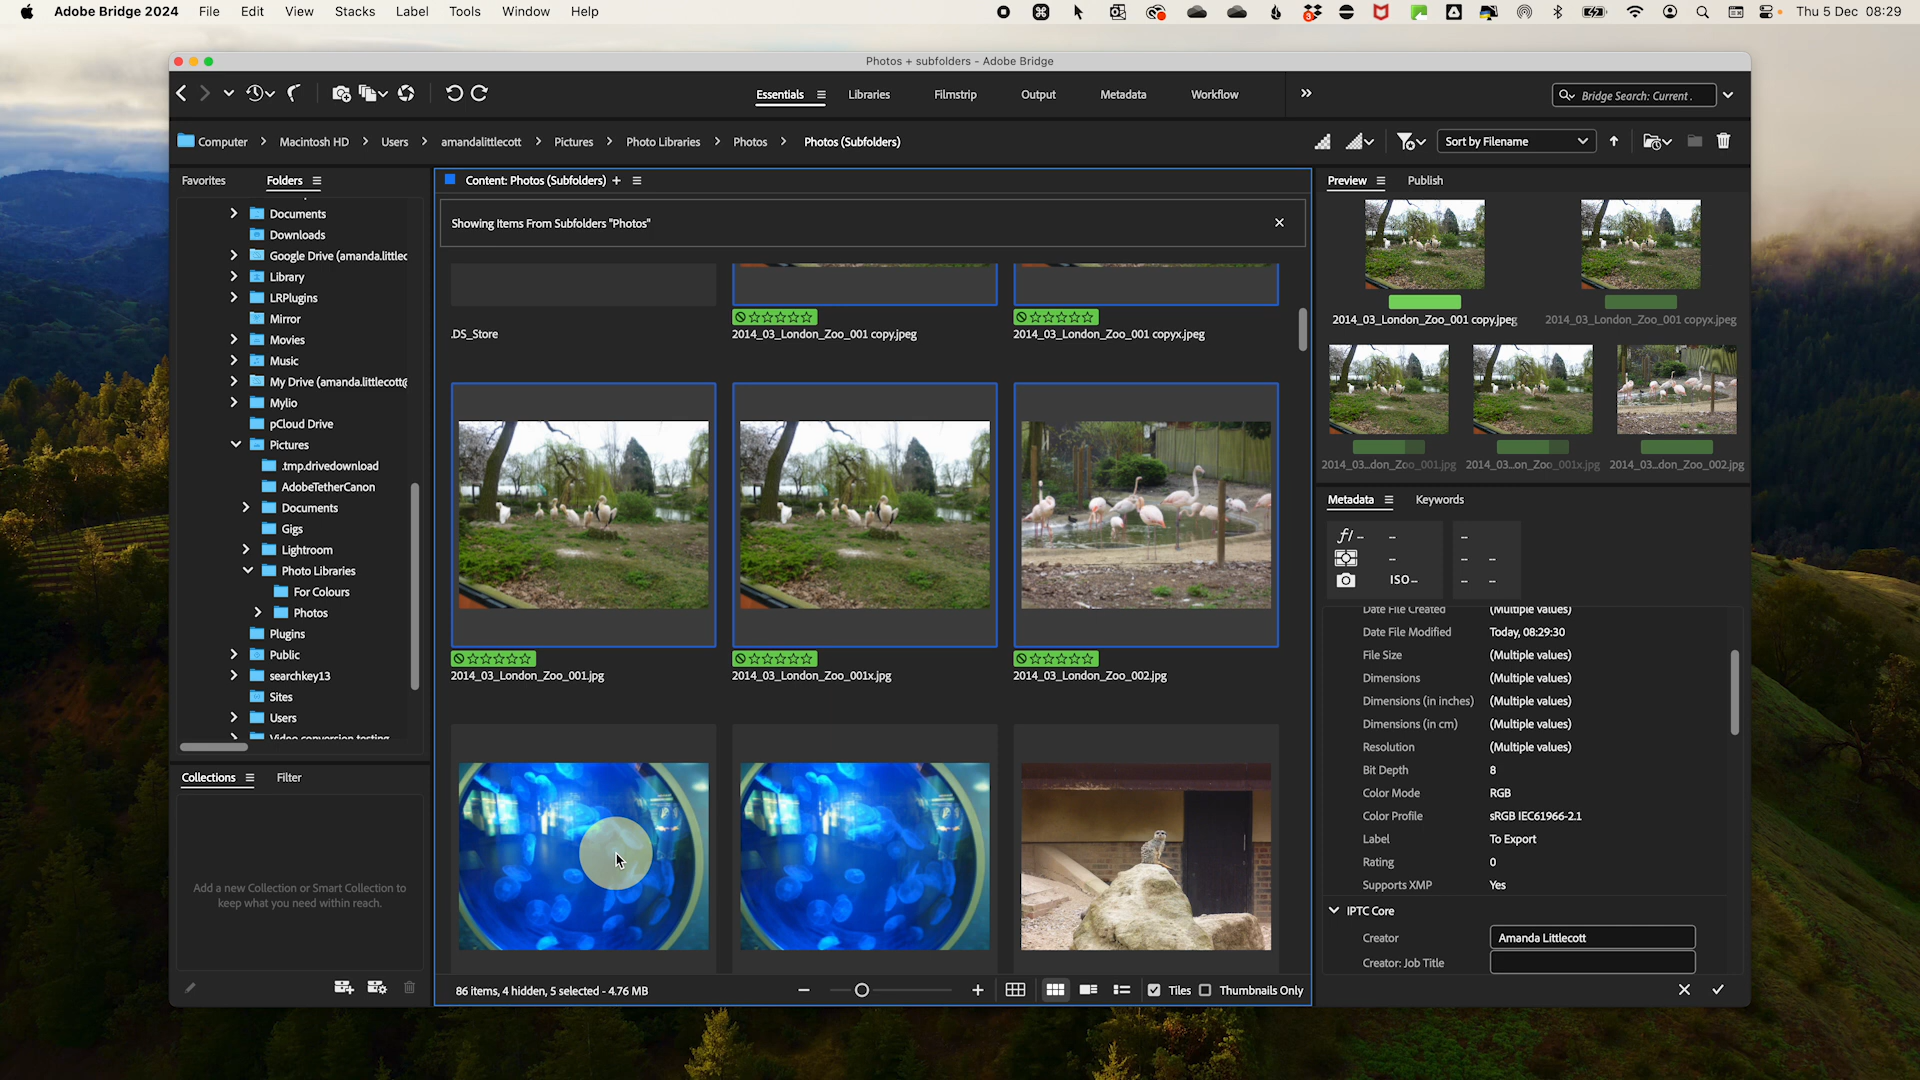 Adobe Bridge 2024 File Edit View Stacks Label Tools Window Help 3 Thu 5 Dec 08:29
Photos + subfolders - Adobe Bridge
Essentials Libraries Filmstrip Output Metadata Workflow Bridge Search: Current .
Computer Macintosh HD Users amandalittlecott Pictures Photo Libraries Photos Photos (Subfolders) Sort by Filename
Favorites Folders
Documents
Downloads
Google Drive (amanda.littlec
Library
LRPlugins
Mirror
Movies
Music
My Drive (amanda.littlecott@
Mylio
pCloud Drive
Pictures
.tmp.drivedownload
AdobeTetherCanon
Documents
Gigs
Lightroom
Photo Libraries
For Colours
Photos
Plugins
Public
searchkey13
Sites
Users
Video conversion testing
Collections Filter
Add a new Collection or Smart Collection to
keep what you need within reach.
Content: Photos (Subfolders)
Showing Items From Subfolders "Photos"
.DS_Store
2014_03_London_Zoo_001 copy.jpeg
2014_03_London_Zoo_001 copyx.jpeg
2014_03_London_Zoo_001.jpg
2014_03_London_Zoo_001x.jpg
2014_03_London_Zoo_002.jpg
86 items, 4 hidden, 5 selected - 4.76 MB
Tiles Thumbnails Only
Preview Publish
2014_03_London_Zoo_001 copy.jpeg
2014_03_London_Zoo_001 copyx.jpeg
2014_03...don_Zoo_001.jpg
2014_03...on_Zoo_001x.jpg
2014_03...don_Zoo_002.jpg
Metadata Keywords
f/ -- -- --
-- -- --
ISO-- -- --
Date File Created (Multiple values)
Date File Modified Today, 08:29:30
File Size (Multiple values)
Dimensions (Multiple values)
Dimensions (in inches) (Multiple values)
Dimensions (in cm) (Multiple values)
Resolution (Multiple values)
Bit Depth 8
Color Mode RGB
Color Profile sRGB IEC61966-2.1
Label To Export
Rating 0
Supports XMP Yes
IPTC Core
Creator Amanda Littlecott
Creator: Job Title